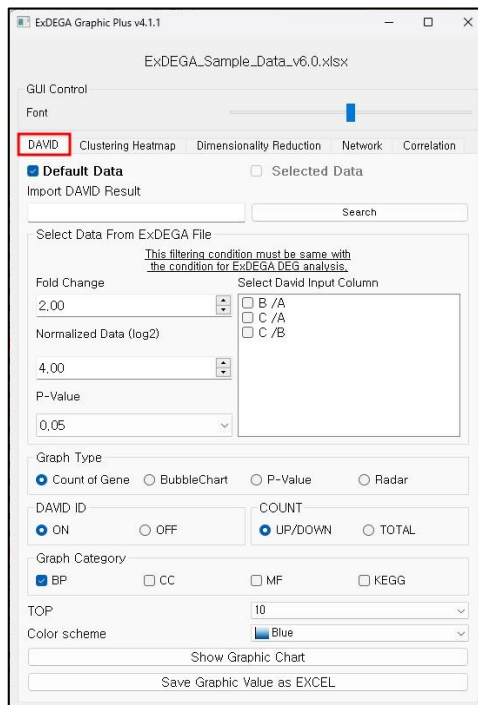 ExDEGA Graphic Plus v4.1.1
ExDEGA_Sample_Data_v6.0.xlsx
GUI Control
Font
DAVID Clustering Heatmap Dimensionality Reduction Network Correlation
Default Data Selected Data
Import DAVID Result
Search
Select Data From ExDEGA File
This filtering condition must be same with
the condition for ExDEGA DEG analysis.
Fold Change Select David Input Column
2.00 B /A
C /A
Normalized Data (log2) C /B
4.00
P-Value
0.05
Graph Type
Count of Gene BubbleChart P-Value Radar
DAVID ID COUNT
ON OFF UP/DOWN TOTAL
Graph Category
BP CC MF KEGG
TOP 10
Color scheme Blue
Show Graphic Chart
Save Graphic Value as EXCEL